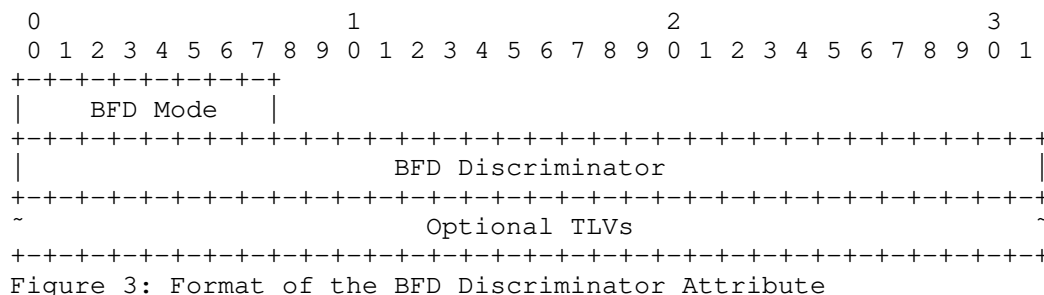 0                   1                   2                   3
 0 1 2 3 4 5 6 7 8 9 0 1 2 3 4 5 6 7 8 9 0 1 2 3 4 5 6 7 8 9 0 1
+-+-+-+-+-+-+-+-+
|    BFD Mode   |
+-+-+-+-+-+-+-+-+-+-+-+-+-+-+-+-+-+-+-+-+-+-+-+-+-+-+-+-+-+-+-+-+
|                       BFD Discriminator                       |
+-+-+-+-+-+-+-+-+-+-+-+-+-+-+-+-+-+-+-+-+-+-+-+-+-+-+-+-+-+-+-+-+
~                         Optional TLVs                         ~
+-+-+-+-+-+-+-+-+-+-+-+-+-+-+-+-+-+-+-+-+-+-+-+-+-+-+-+-+-+-+-+-+
Figure 3: Format of the BFD Discriminator Attribute